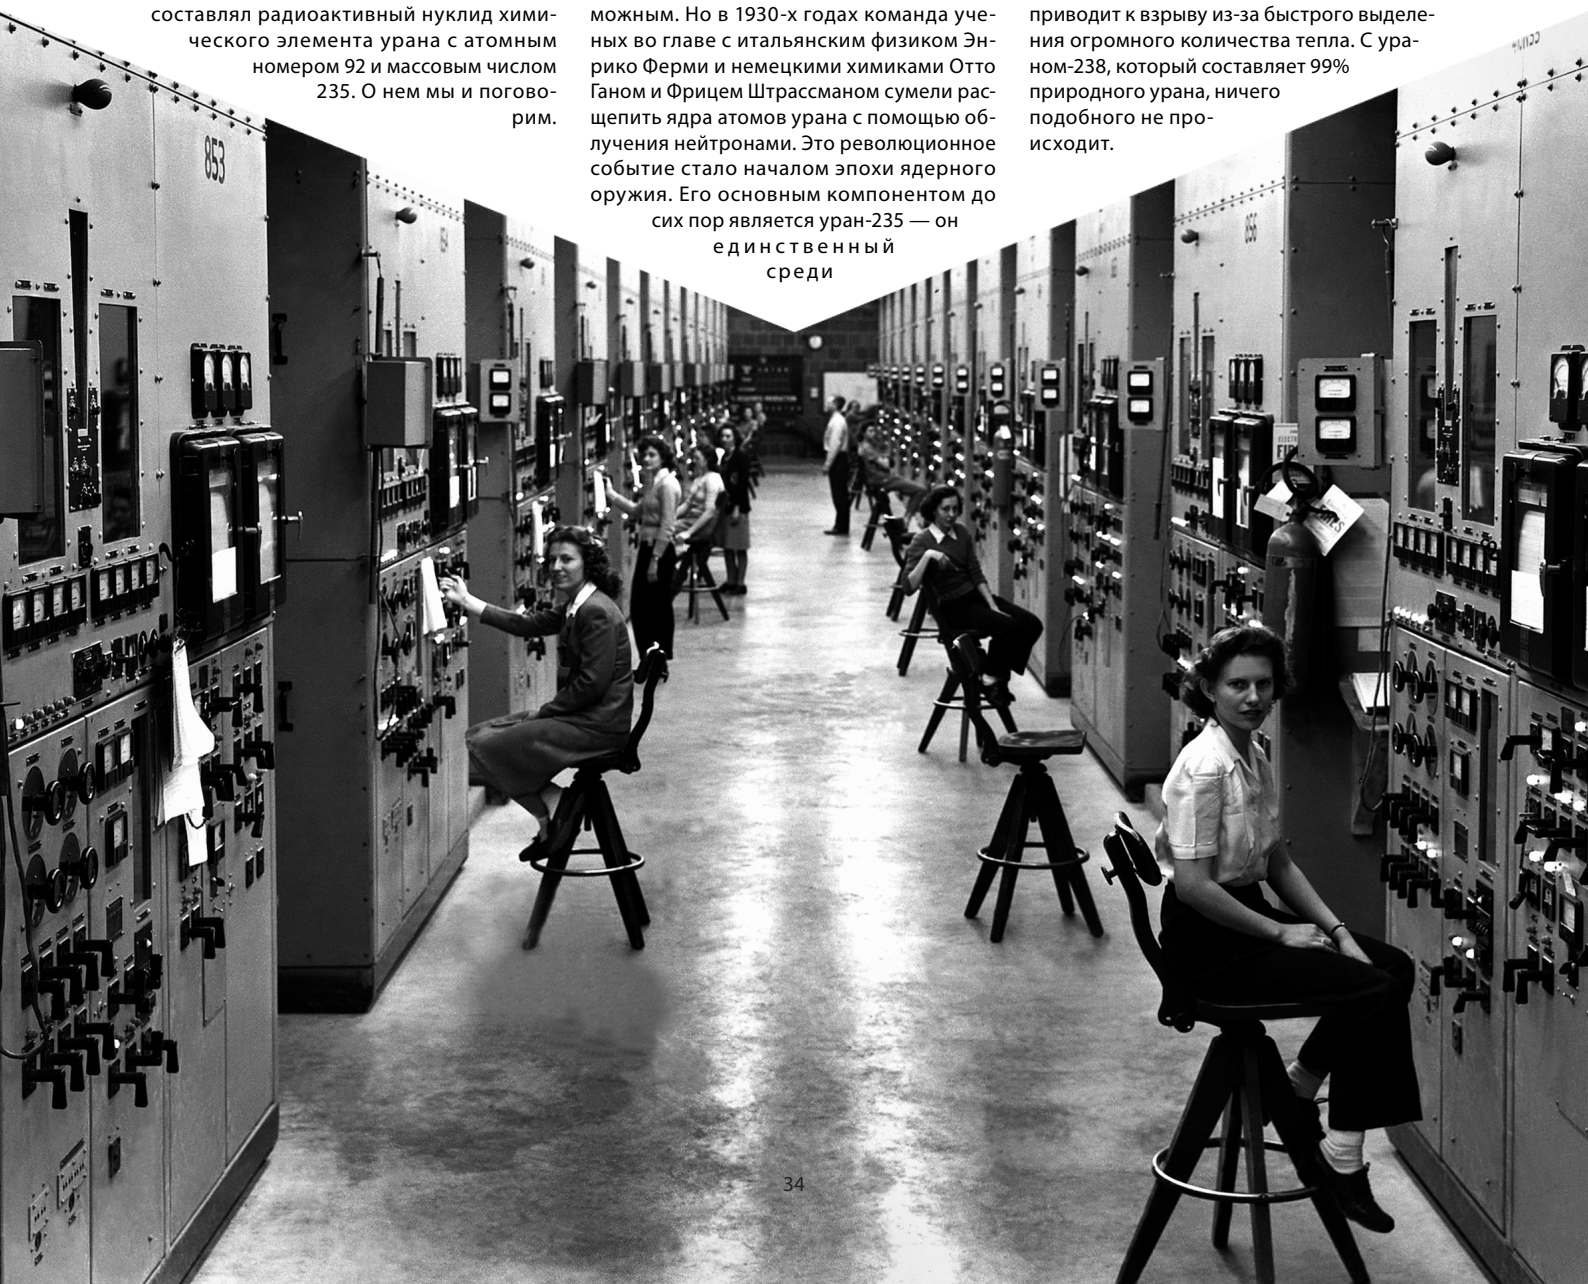 составлял радиоактивный нуклид хими-
ческого элемента урана с атомным
номером 92 и массовым числом
235. О нем мы и погово-
рим.
можным. Но в 1930-х годах команда уче-
ных во главе с итальянским физиком Эн-
рико Ферми и немецкими химиками Отто
Ганом и Фрицем Штрассманом сумели рас-
щепить ядра атомов урана с помощью об-
лучения нейтронами. Это революционное
событие стало началом эпохи ядерного
оружия. Его основным компонентом до
сих пор является уран-235 — он
единственный
среди
приводит к взрыву из-за быстрого выделе-
ния огромного количества тепла. С ура-
ном-238, который составляет 99%
природного урана, ничего
подобного не про-
исходит.
853
856
34